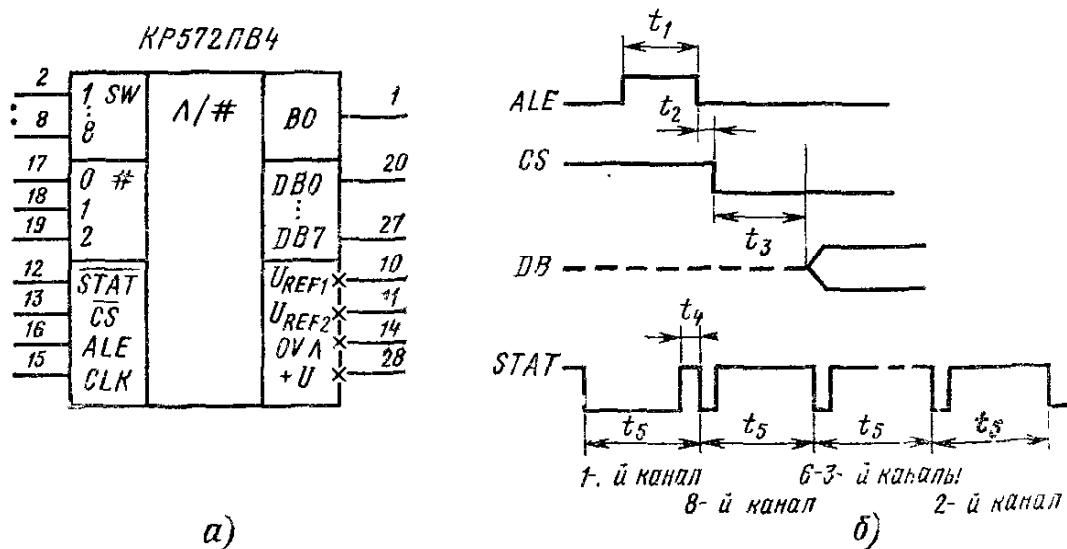 КР572ПВ4
2
8
17
18
19
12
13
16
15
1 SW
8
0 #
1
2
STAT
CS
ALE
CLK
Λ/#
B0
DB0
DB7
UREF1
UREF2
0V Λ
+U
1
20
27
10
11
14
28
а)
t1
ALE
t2
CS
t3
DB
t4
STAT
t5 t5 t5 t5
1-й канал
8-й канал
6-3-й каналы
2-й канал
б)